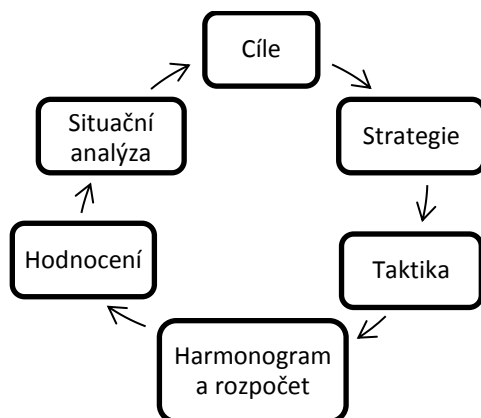 Cíle
Strategie
Taktika
Harmonogram
a rozpočet
Hodnocení
Situační
analýza